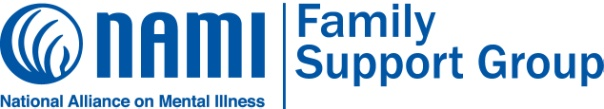 NAMI
National Alliance on Mental Illness
Family
Support Group